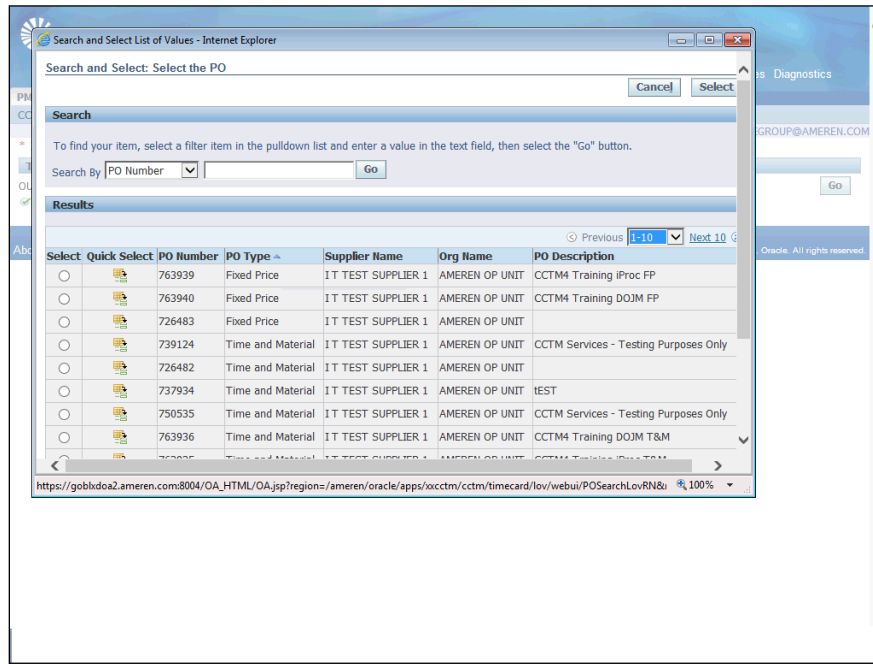 Search and Select List of Values - Internet Explorer
Search and Select: Select the PO
es Diagnostics
Cancel Select
PM
CC
Search
GROUP@AMEREN.COM
*
To find your item, select a filter item in the pulldown list and enter a value in the text field, then select the "Go" button.
T
Search By PO Number Go
OU
Go
Results
Previous 1-10 Next 10
Abo
. Oracle. All rights reserved.
Select Quick Select PO Number PO Type Supplier Name Org Name PO Description
763939 Fixed Price I T TEST SUPPLIER 1 AMEREN OP UNIT CCTM4 Training iProc FP
763940 Fixed Price I T TEST SUPPLIER 1 AMEREN OP UNIT CCTM4 Training DOJM FP
726483 Fixed Price I T TEST SUPPLIER 1 AMEREN OP UNIT
739124 Time and Material I T TEST SUPPLIER 1 AMEREN OP UNIT CCTM Services - Testing Purposes Only
726482 Time and Material I T TEST SUPPLIER 1 AMEREN OP UNIT
737934 Time and Material I T TEST SUPPLIER 1 AMEREN OP UNIT tEST
750535 Time and Material I T TEST SUPPLIER 1 AMEREN OP UNIT CCTM Services - Testing Purposes Only
763936 Time and Material I T TEST SUPPLIER 1 AMEREN OP UNIT CCTM4 Training DOJM T&M
https://goblxdoa2.ameren.com:8004/OA_HTML/OA.jsp?region=/ameren/oracle/apps/xxcctm/cctm/timecard/lov/webui/POSearchLovRN&u 100%